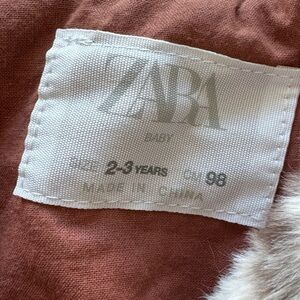 ZARA
BABY
SIZE 2-3 YEARS CM 98
MADE IN CHINA